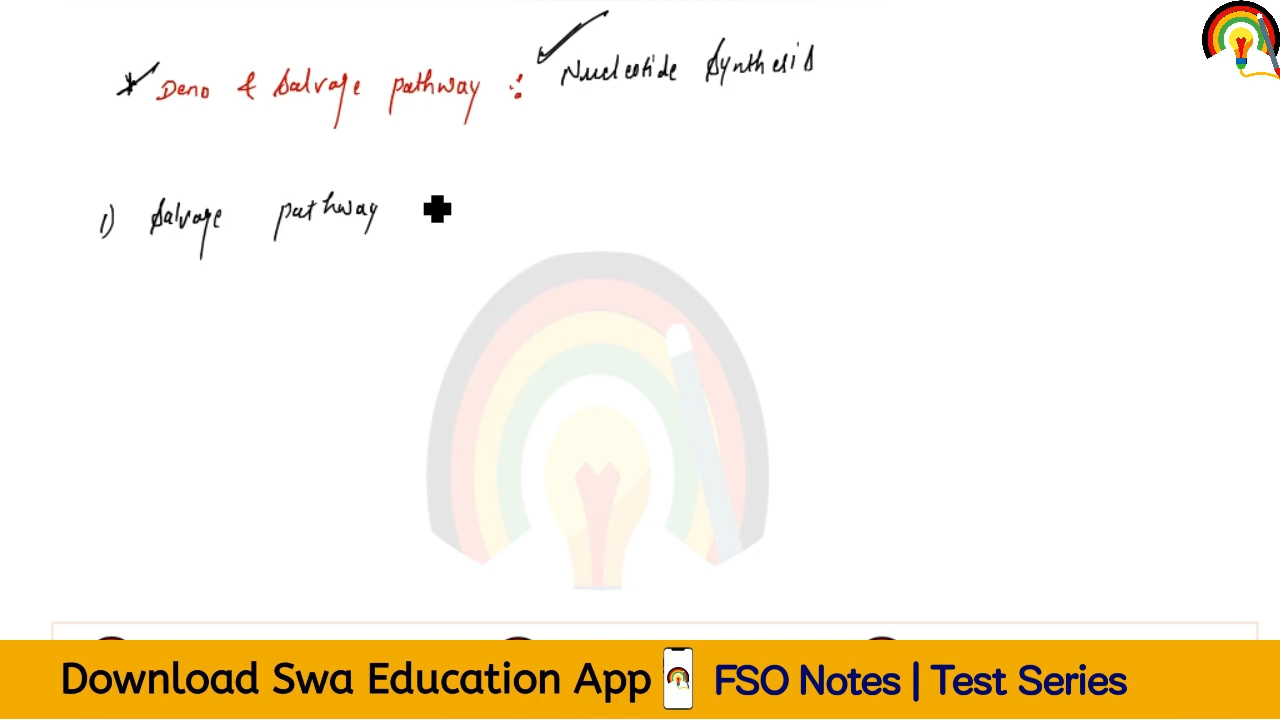 Deno & Salvage pathway : Nucleotide Synthesis
1) Salvage pathway
Download Swa Education App FSO Notes | Test Series